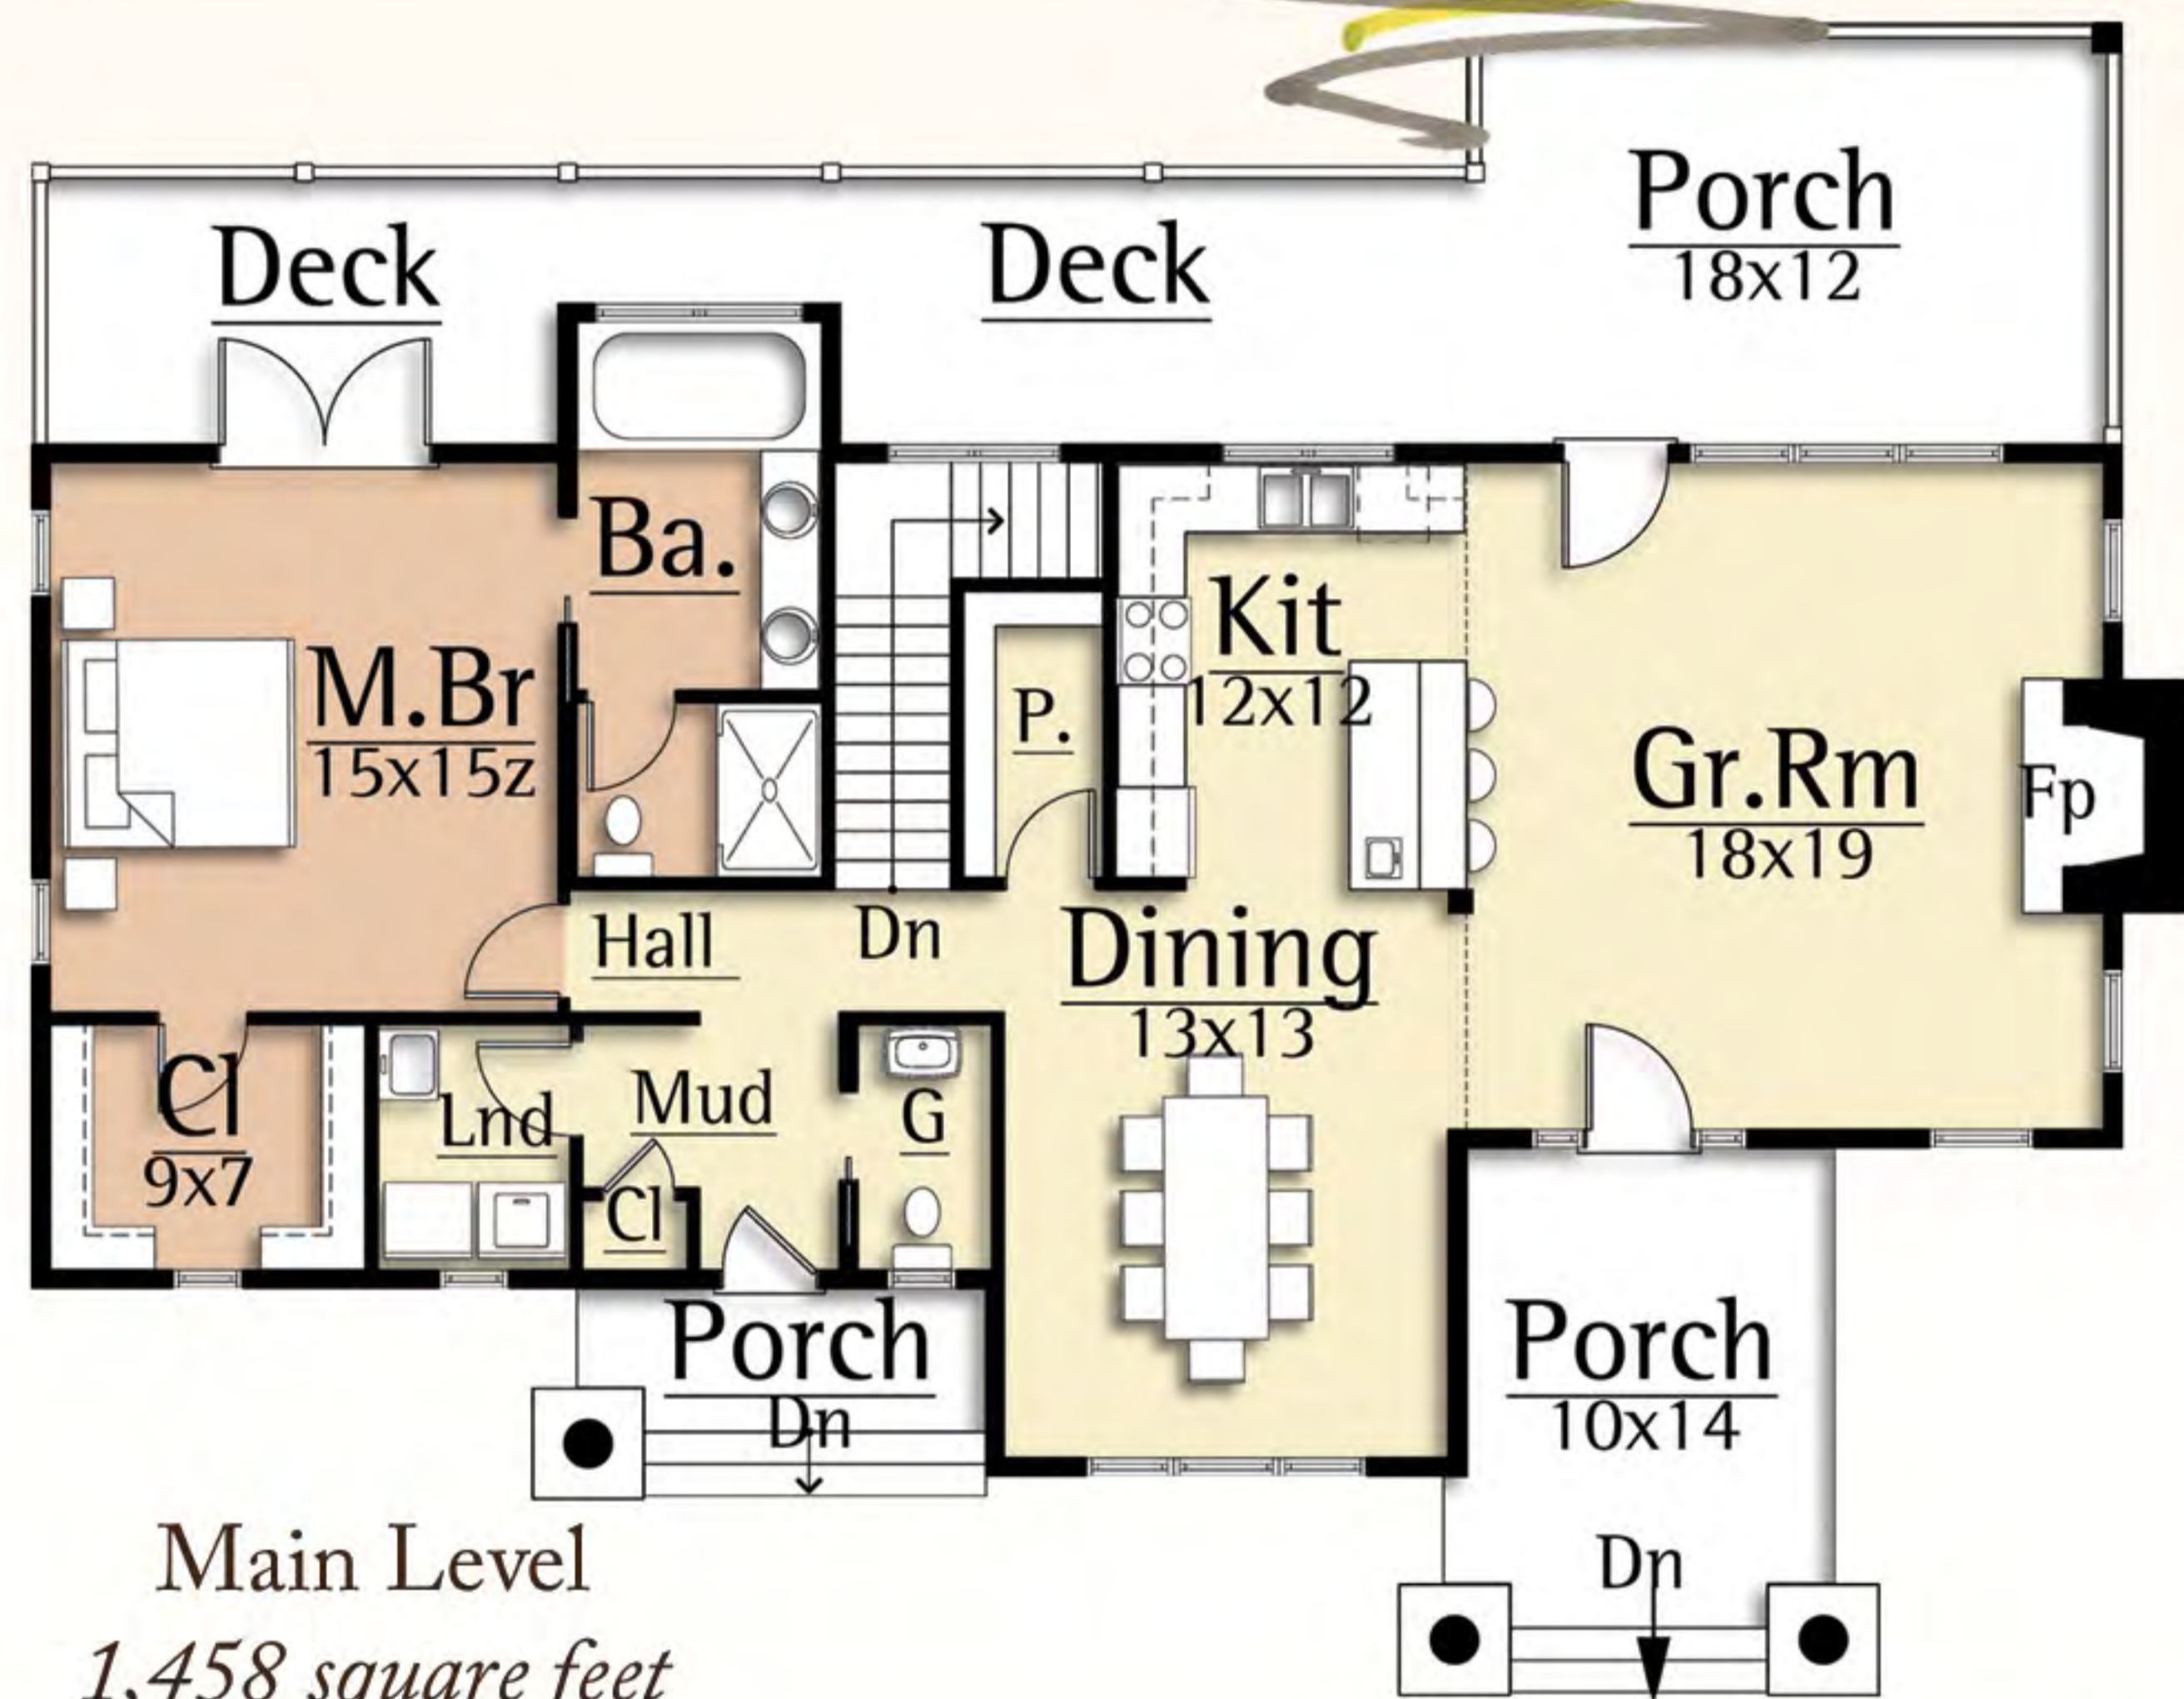 Deck
Deck
Porch
18x12
Ba.
M.Br
15x15z
P.
Kit
12x12
Gr.Rm
18x19
Fp
Hall
Dn
Dining
13x13
Cl
9x7
Lnd
Mud
G
Cl
Porch
Dn
Porch
10x14
Dn
Main Level
1,458 square feet